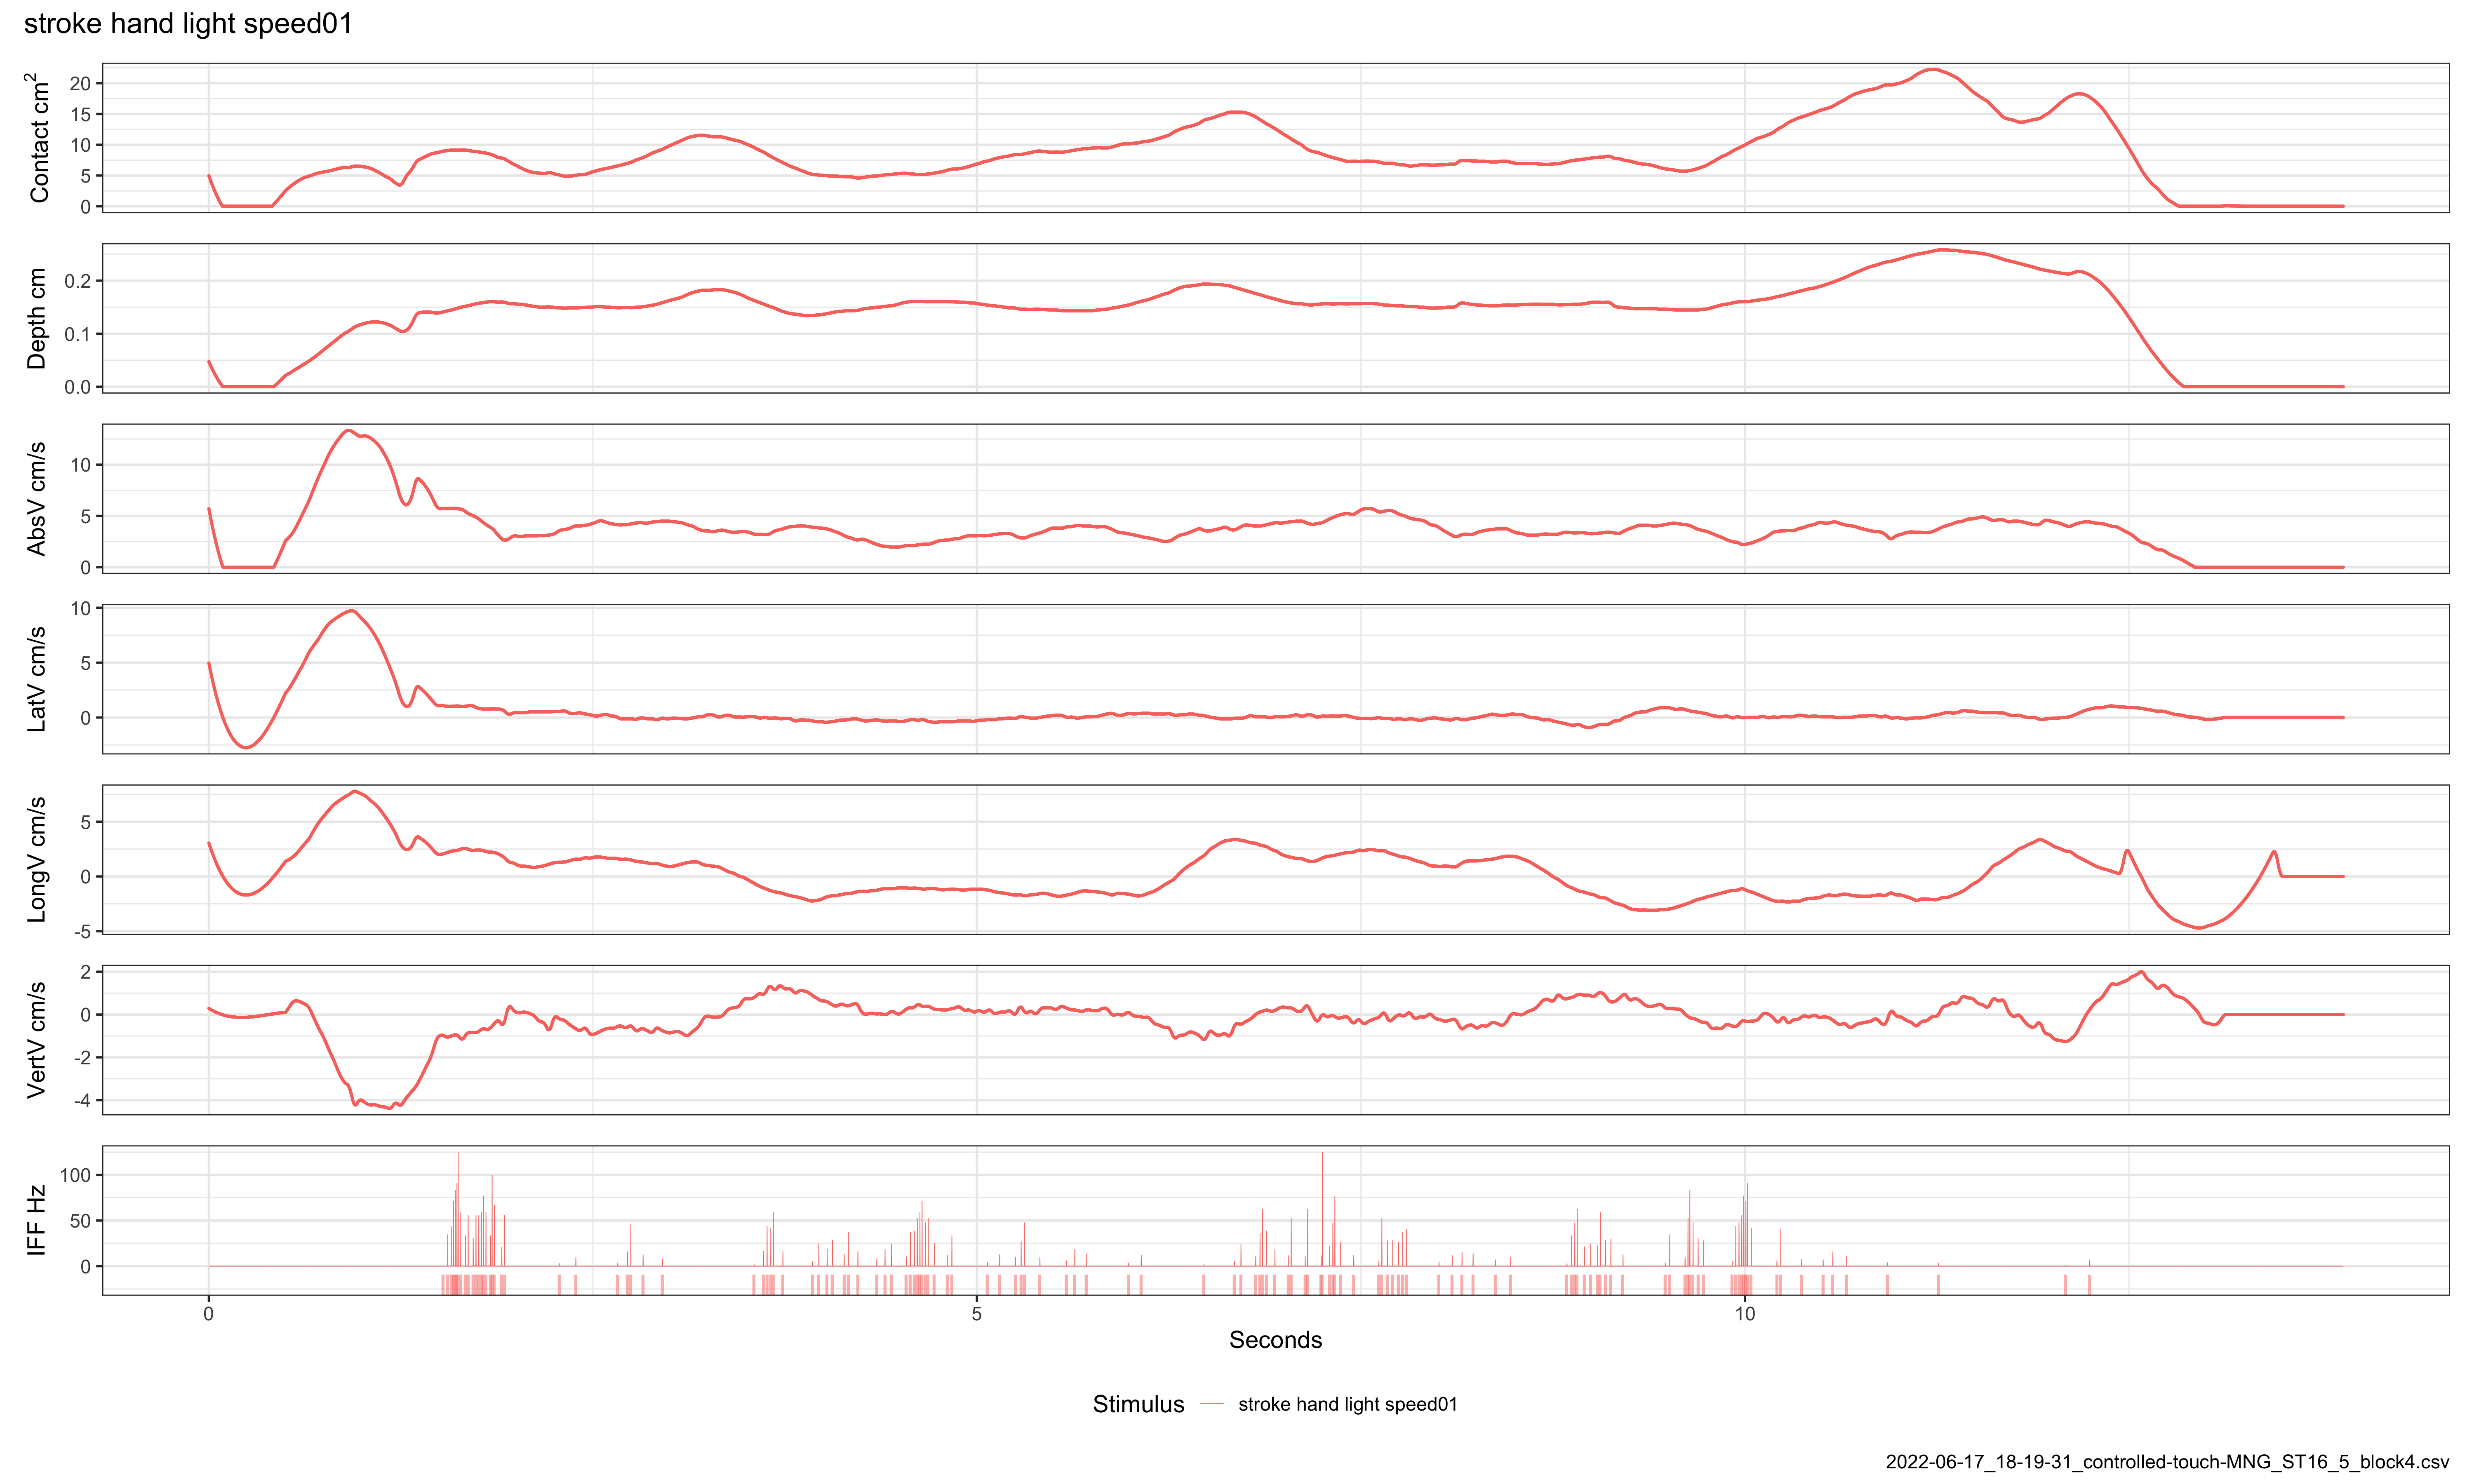 stroke hand light speed01
Contact cm²
20
15
10
5
0
Depth cm
0.2
0.1
0.0
AbsV cm/s
10
5
0
LatV cm/s
10
5
0
LongV cm/s
5
0
-5
VertV cm/s
2
0
-2
-4
IFF Hz
100
50
0
0 5 10
Seconds
Stimulus stroke hand light speed01
2022-06-17_18-19-31_controlled-touch-MNG_ST16_5_block4.csv